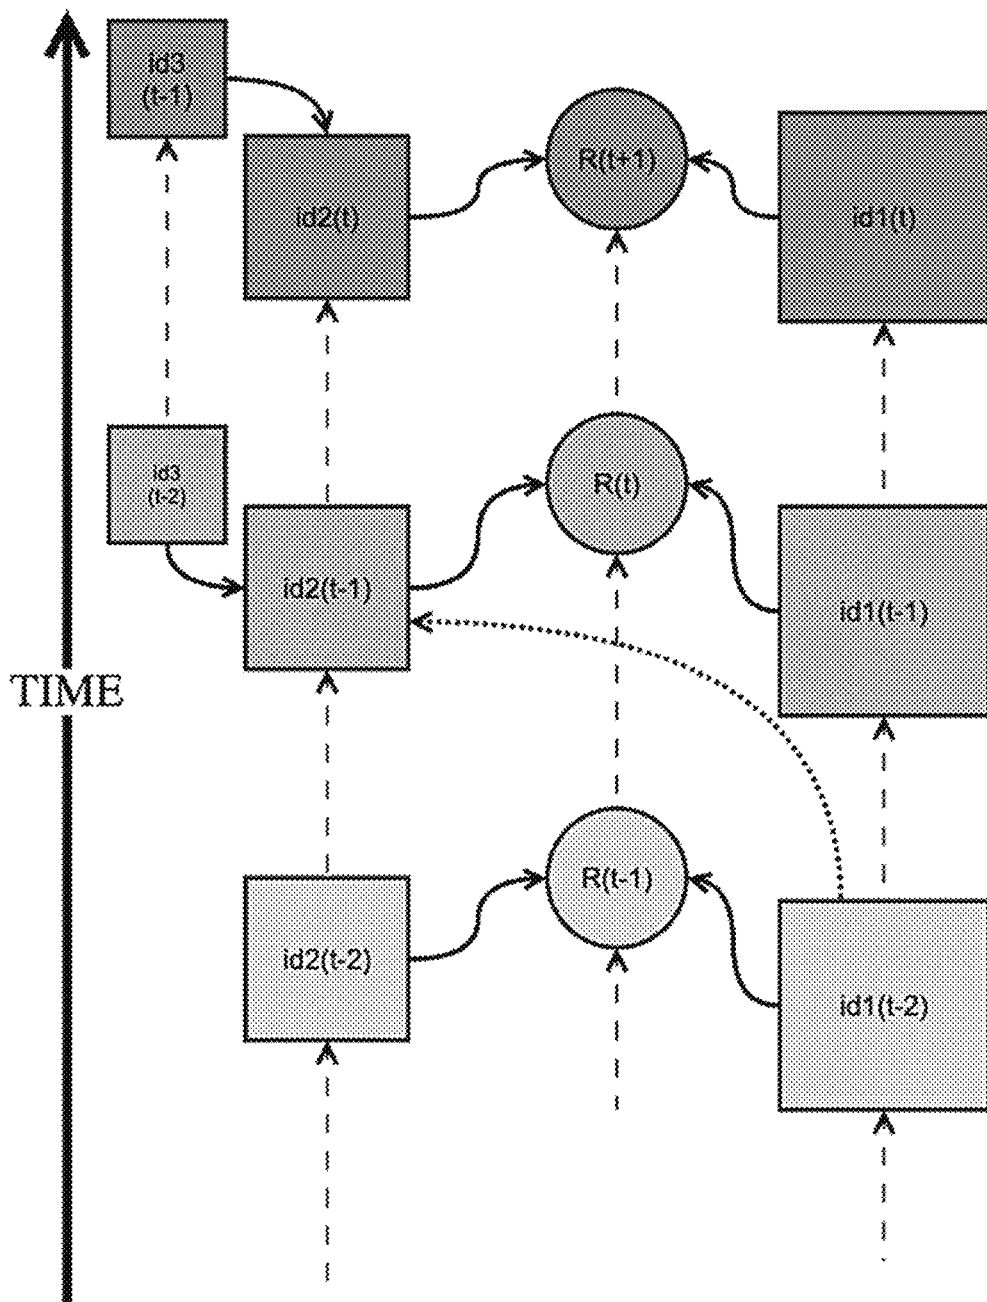 id3
(t-1)
id2(t)
R(t+1)
id1(t)
id3
(t-2)
id2(t-1)
R(t)
id1(t-1)
TIME
id2(t-2)
R(t-1)
id1(t-2)